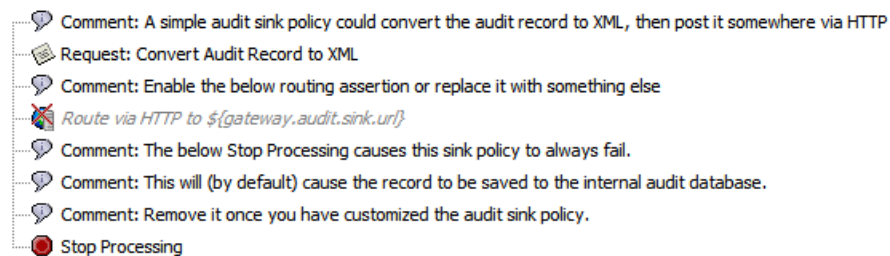 Comment: A simple audit sink policy could convert the audit record to XML, then post it somewhere via HTTP
Request: Convert Audit Record to XML
Comment: Enable the below routing assertion or replace it with something else
Route via HTTP to ${gateway.audit.sink.url}
Comment: The below Stop Processing causes this sink policy to always fail.
Comment: This will (by default) cause the record to be saved to the internal audit database.
Comment: Remove it once you have customized the audit sink policy.
Stop Processing